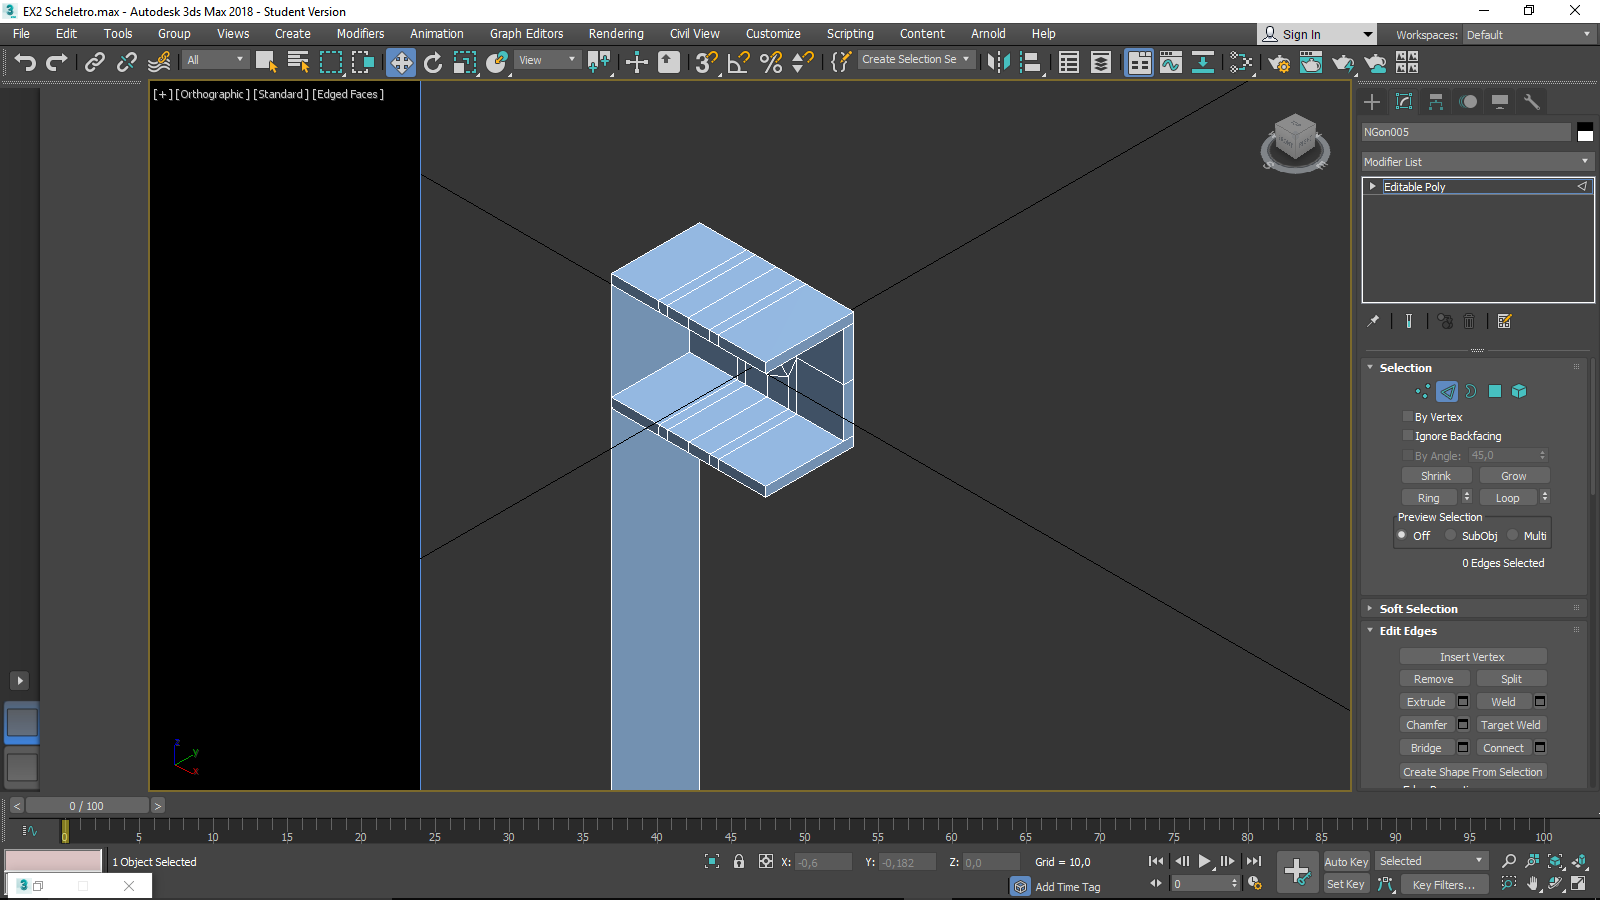 EX2 Scheletro.max - Autodesk 3ds Max 2018 - Student Version
File Edit Tools Group Views Create Modifiers Animation Graph Editors Rendering Civil View Customize Scripting Content Arnold Help
Sign In Workspaces: Default
All View Create Selection Se
[+] [Orthographic] [Standard] [Edged Faces]
NGon005
Modifier List
Editable Poly
Selection
By Vertex
Ignore Backfacing
By Angle: 45,0
Shrink Grow
Ring Loop
Preview Selection
Off SubObj Multi
0 Edges Selected
Soft Selection
Edit Edges
Insert Vertex
Remove Split
Extrude Weld
Chamfer Target Weld
Bridge Connect
Create Shape From Selection
z
y
x
< 0 / 100 >
0 5 10 15 20 25 30 35 40 45 50 55 60 65 70 75 80 85 90 95 100
1 Object Selected X: -0,6 Y: -0,182 Z: 0,0 Grid = 10,0 Auto Key Selected
Add Time Tag 0 Set Key Key Filters...
3